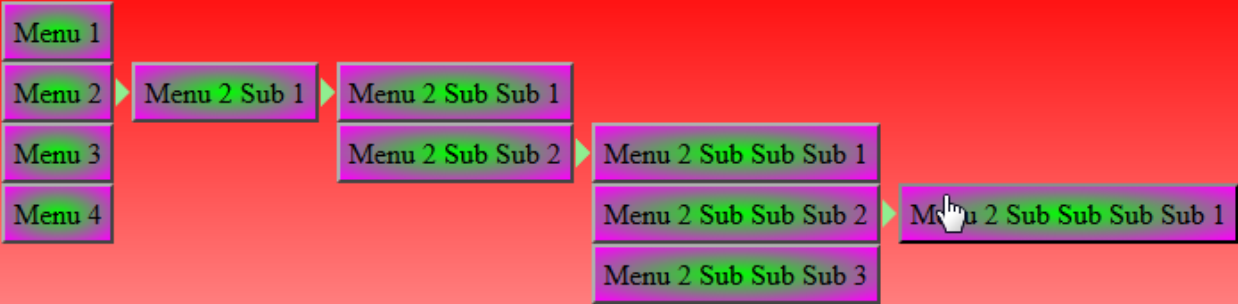 Menu 1
Menu 2
Menu 2 Sub 1
Menu 2 Sub Sub 1
Menu 3
Menu 2 Sub Sub 2
Menu 2 Sub Sub Sub 1
Menu 4
Menu 2 Sub Sub Sub 2
Menu 2 Sub Sub Sub Sub 1
Menu 2 Sub Sub Sub 3